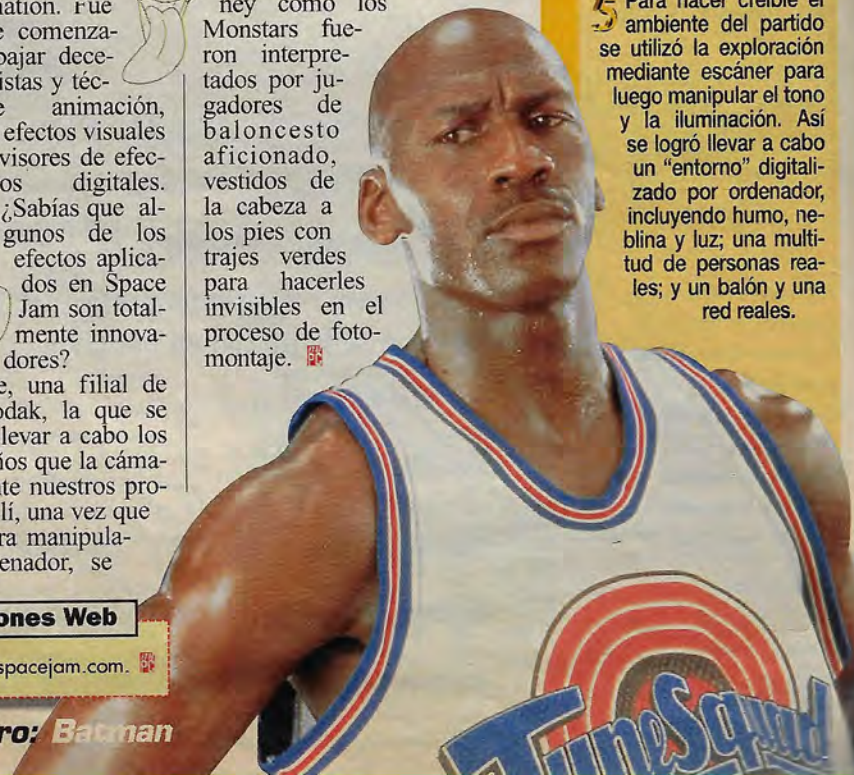 nation. Fue
e comenza-
bajar dece-
istas y téc-
e animación,
efectos visuales
visores de efec-
os digitales.
¿Sabías que al-
gunos de los
efectos aplica-
dos en Space
Jam son total-
mente innova-
dores?
e, una filial de
odak, la que se
levar a cabo los
ños que la cáma-
te nuestros pro-
lí, una vez que
ra manipula-
enador, se
ones Web
spacejam.com.
ro: Batman
ney como los
Monstars fue-
ron interpre-
tados por ju-
gadores de
baloncesto
aficionado,
vestidos de
la cabeza a
los pies con
trajes verdes
para hacerles
invisibles en el
proceso de foto-
montaje.
5 Para hacer creíble el
ambiente del partido
se utilizó la exploración
mediante escáner para
luego manipular el tono
y la iluminación. Así
se logró llevar a cabo
un "entorno" digitali-
zado por ordenador,
incluyendo humo, ne-
blina y luz; una multi-
tud de personas rea-
les; y un balón y una
red reales.
TuneSquad